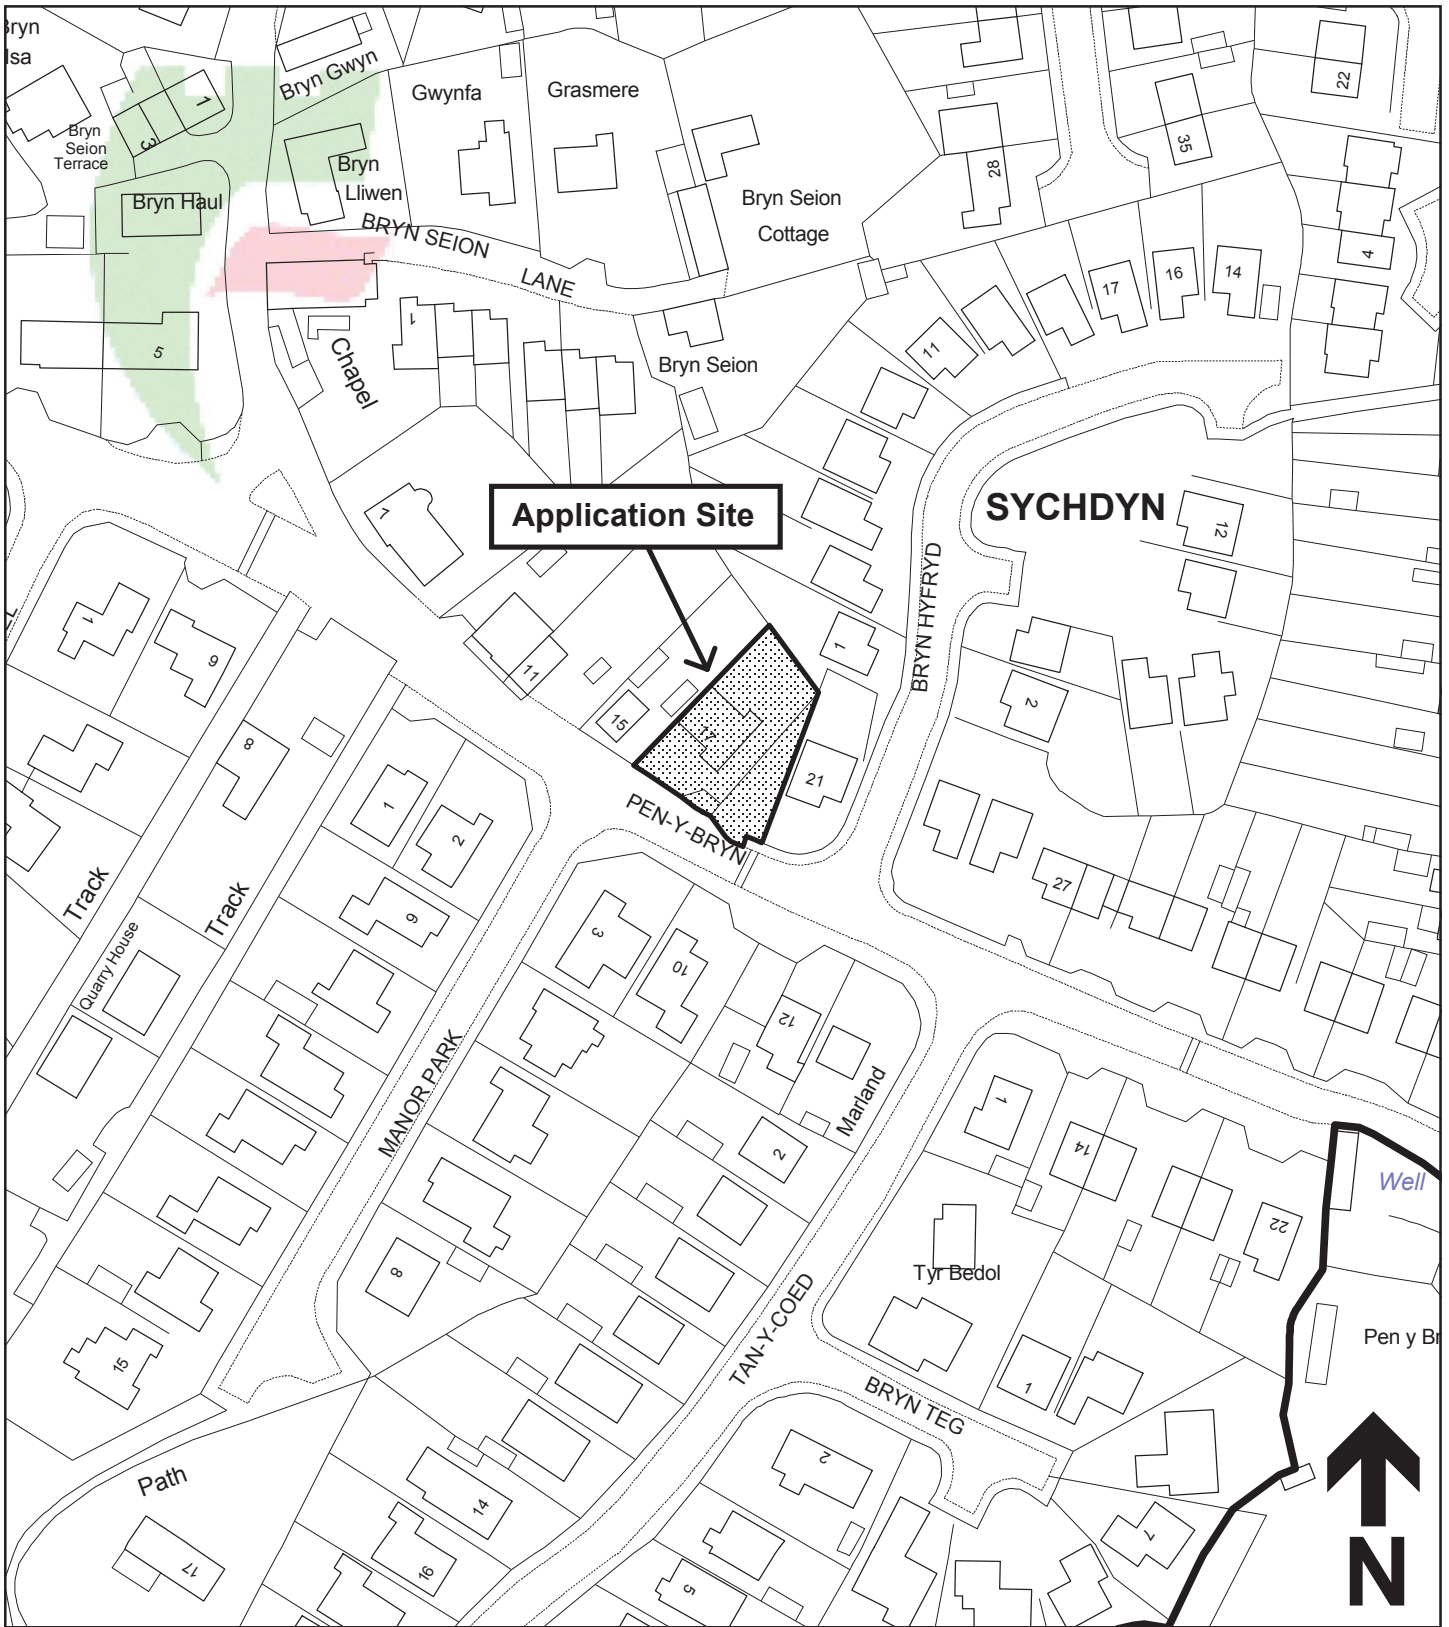 Bryn
Isa
Bryn Gwyn
Gwynfa
Grasmere
22
1
3
Bryn
Seion
Terrace
Bryn
Lliwen
28
35
Bryn Haul
Bryn Seion
Cottage
BRYN SEION
LANE
4
17
16
14
5
1
Chapel
Bryn Seion
11
Application Site
SYCHDYN
1
12
BRYN HYFRYD
1
9
11
15
17
1
2
21
8
PEN-Y-BRYN
1
2
Track
Track
Quarry House
9
27
3
10
12
MANOR PARK
Marland
2
1
14
Well
22
8
Tyr Bedol
Pen y Br
TAN-Y-COED
15
1
BRYN TEG
Path
2
14
7
16
17
5
N